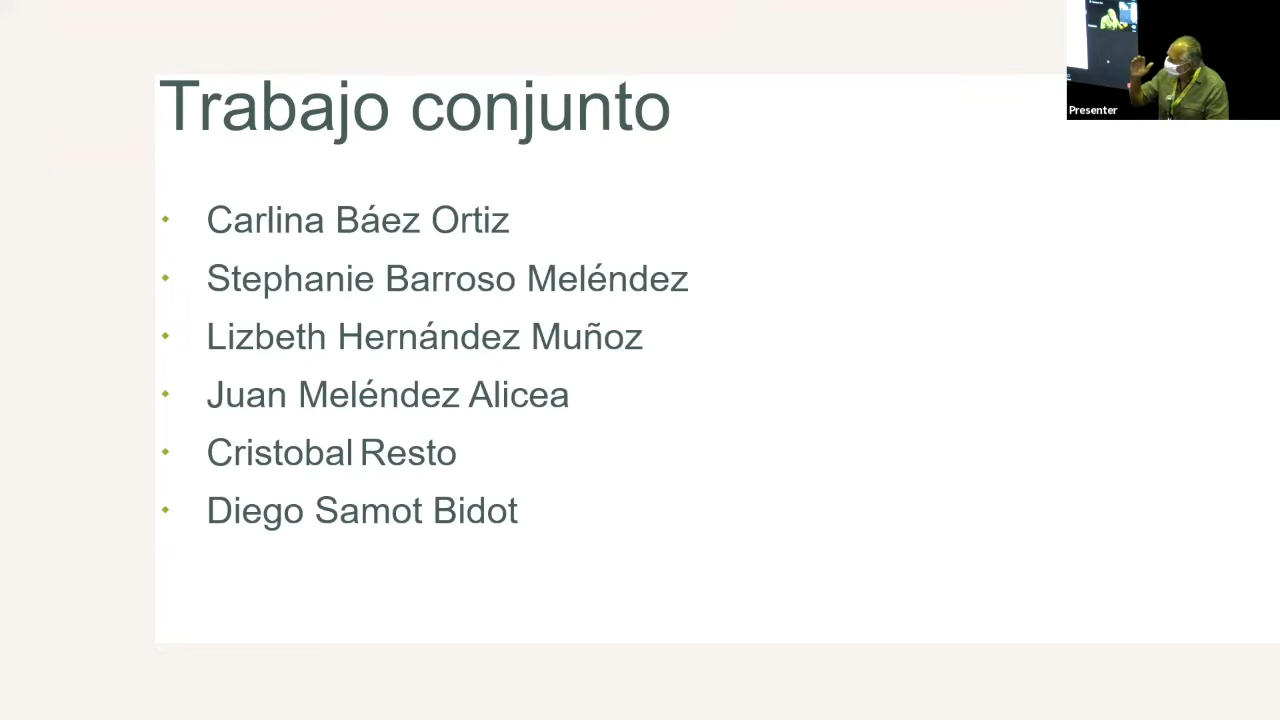 Trabajo conjunto
Presenter
Carlina Báez Ortiz
Stephanie Barroso Meléndez
Lizbeth Hernández Muñoz
Juan Meléndez Alicea
Cristobal Resto
Diego Samot Bidot